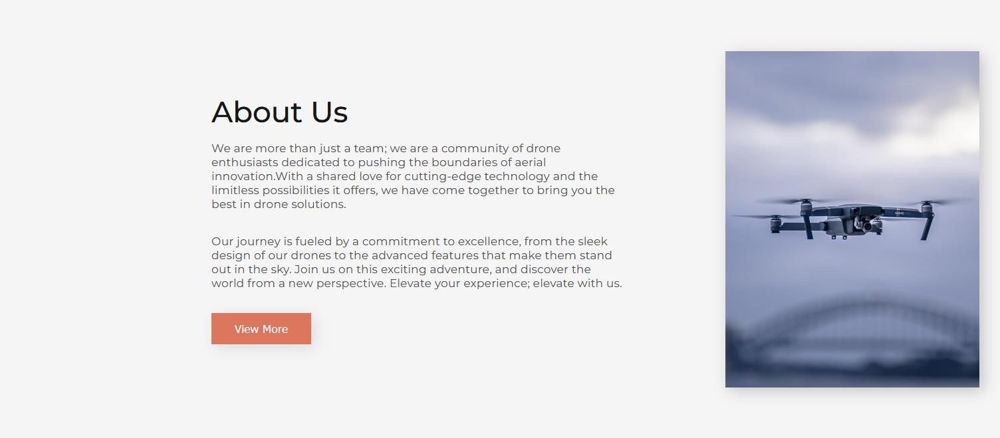 About Us
We are more than just a team; we are a community of drone
enthusiasts dedicated to pushing the boundaries of aerial
innovation.With a shared love for cutting-edge technology and the
limitless possibilities it offers, we have come together to bring you the
best in drone solutions.
Our journey is fueled by a commitment to excellence, from the sleek
design of our drones to the advanced features that make them stand
out in the sky. Join us on this exciting adventure, and discover the
world from a new perspective. Elevate your experience; elevate with us.
View More